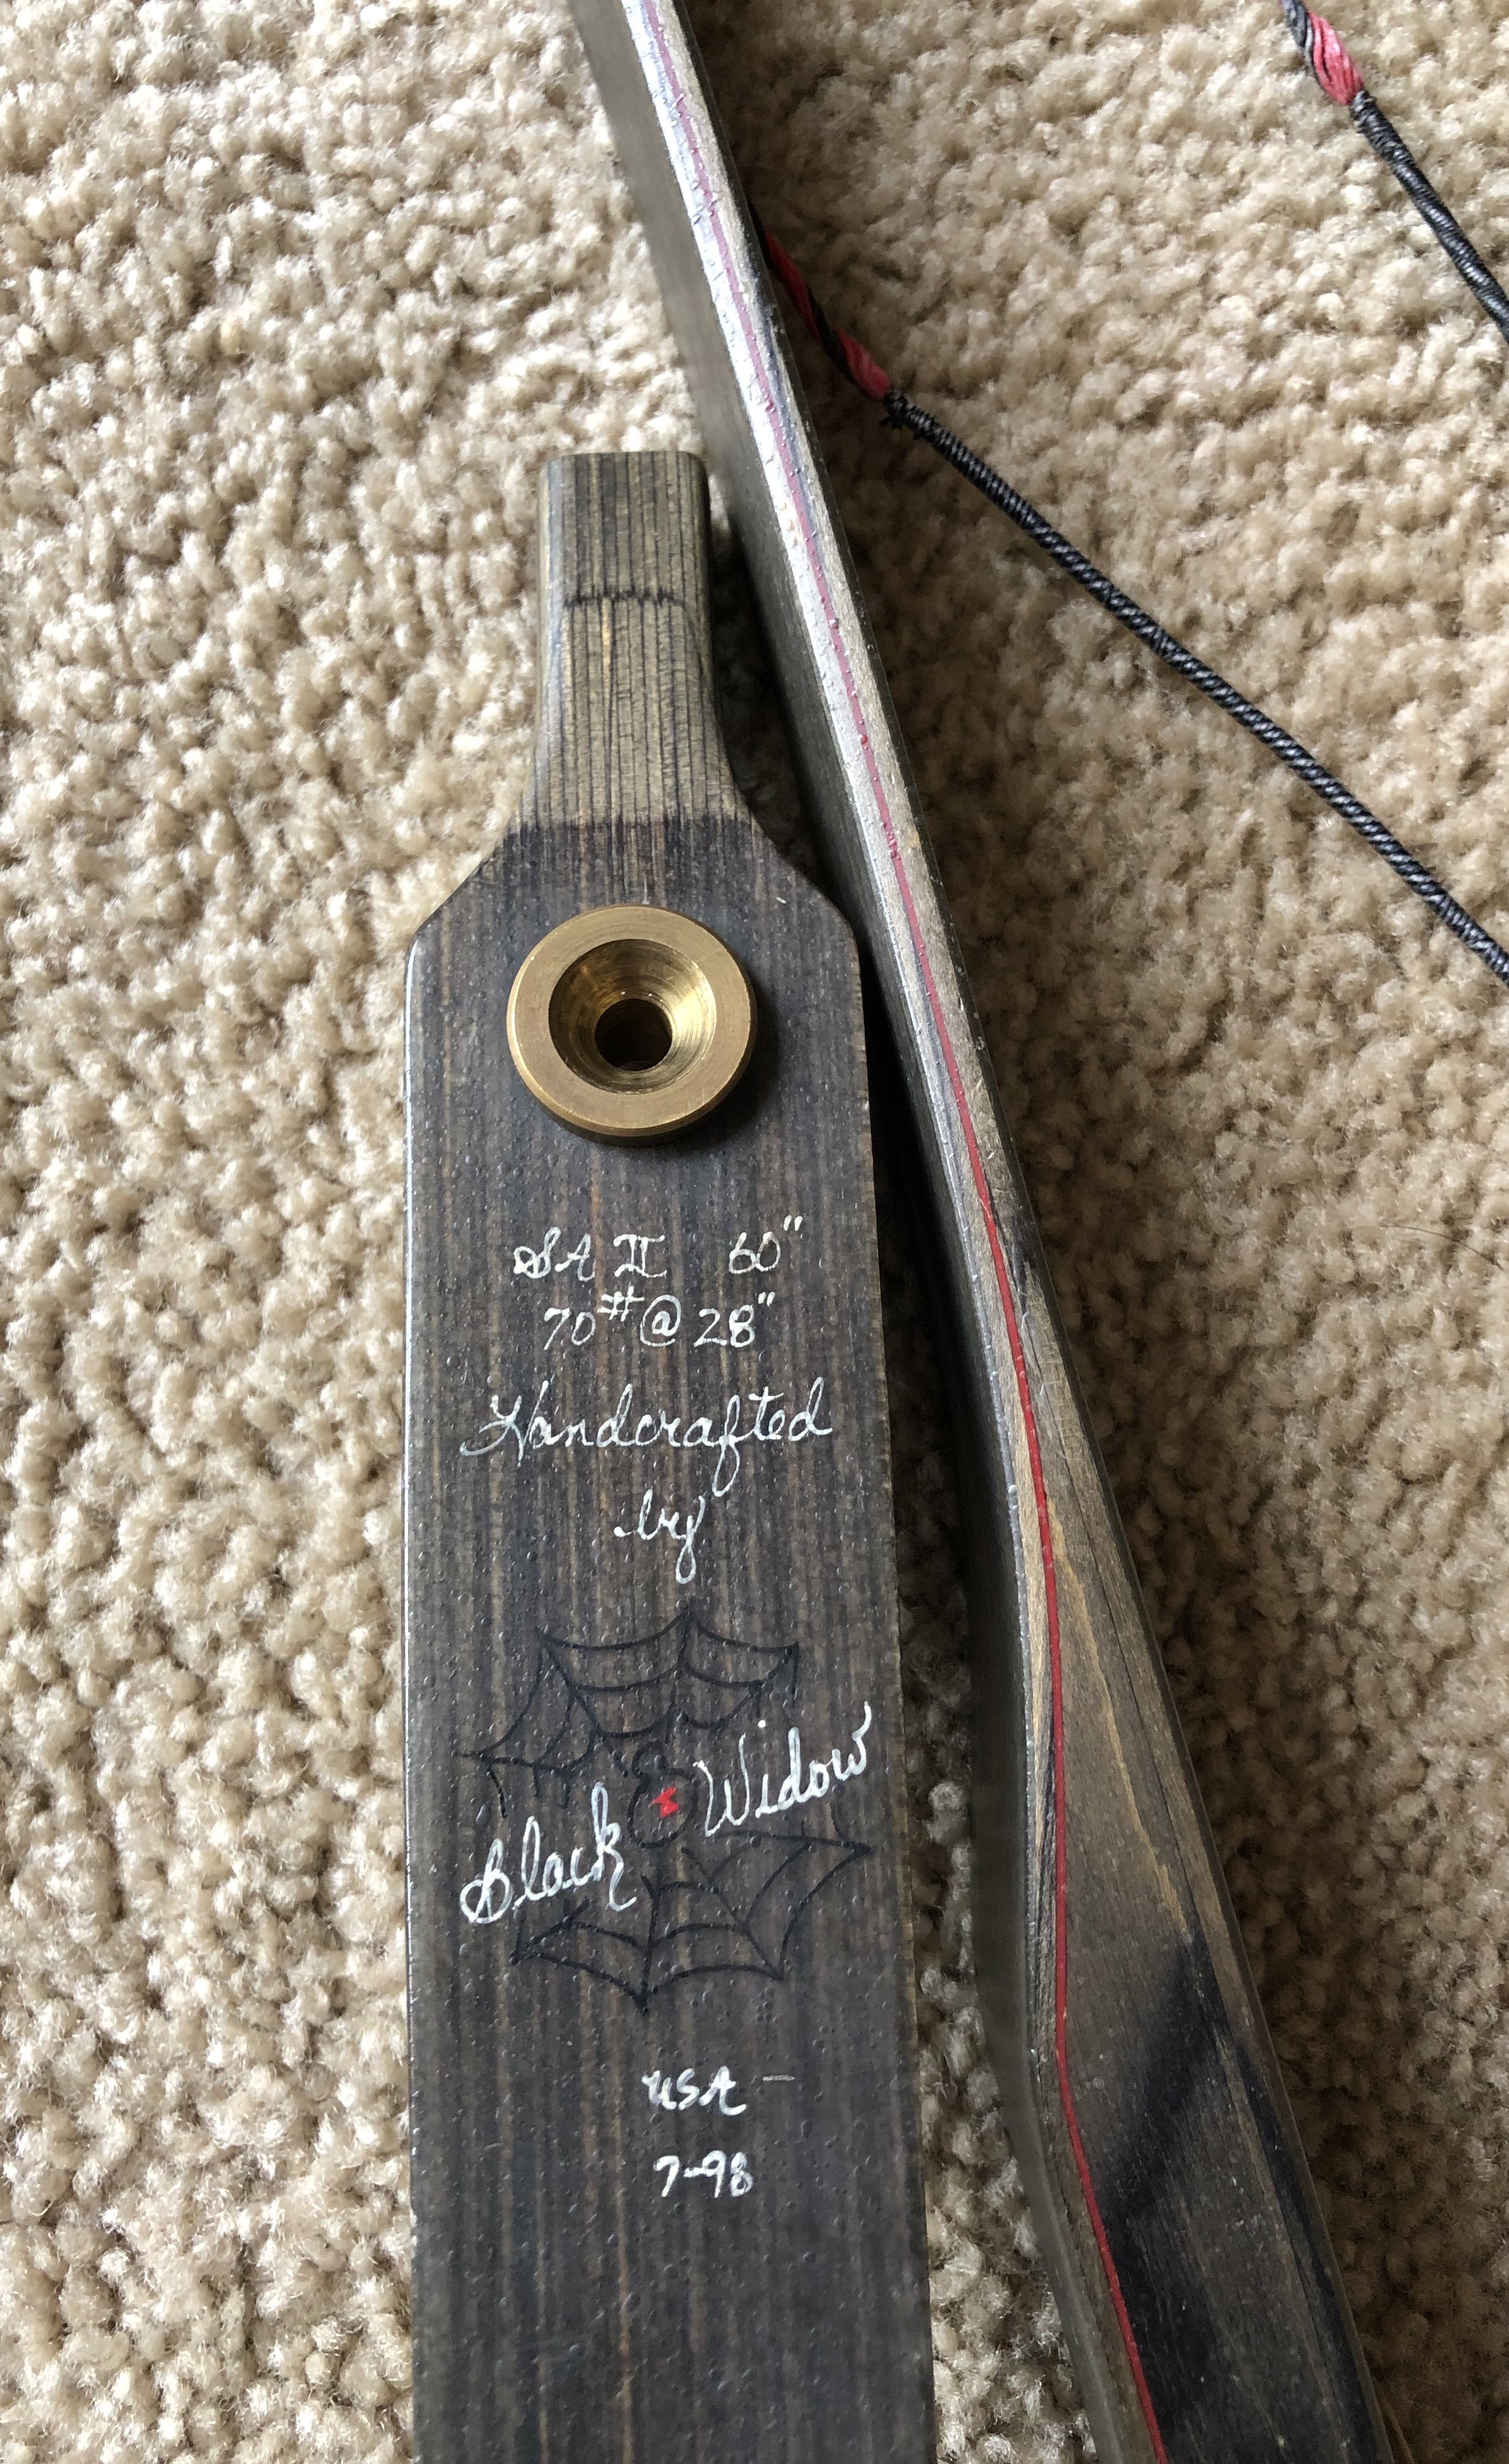 SA II 60"
70# @ 28"
Handcrafted
by
Black Widow
USA
7-98